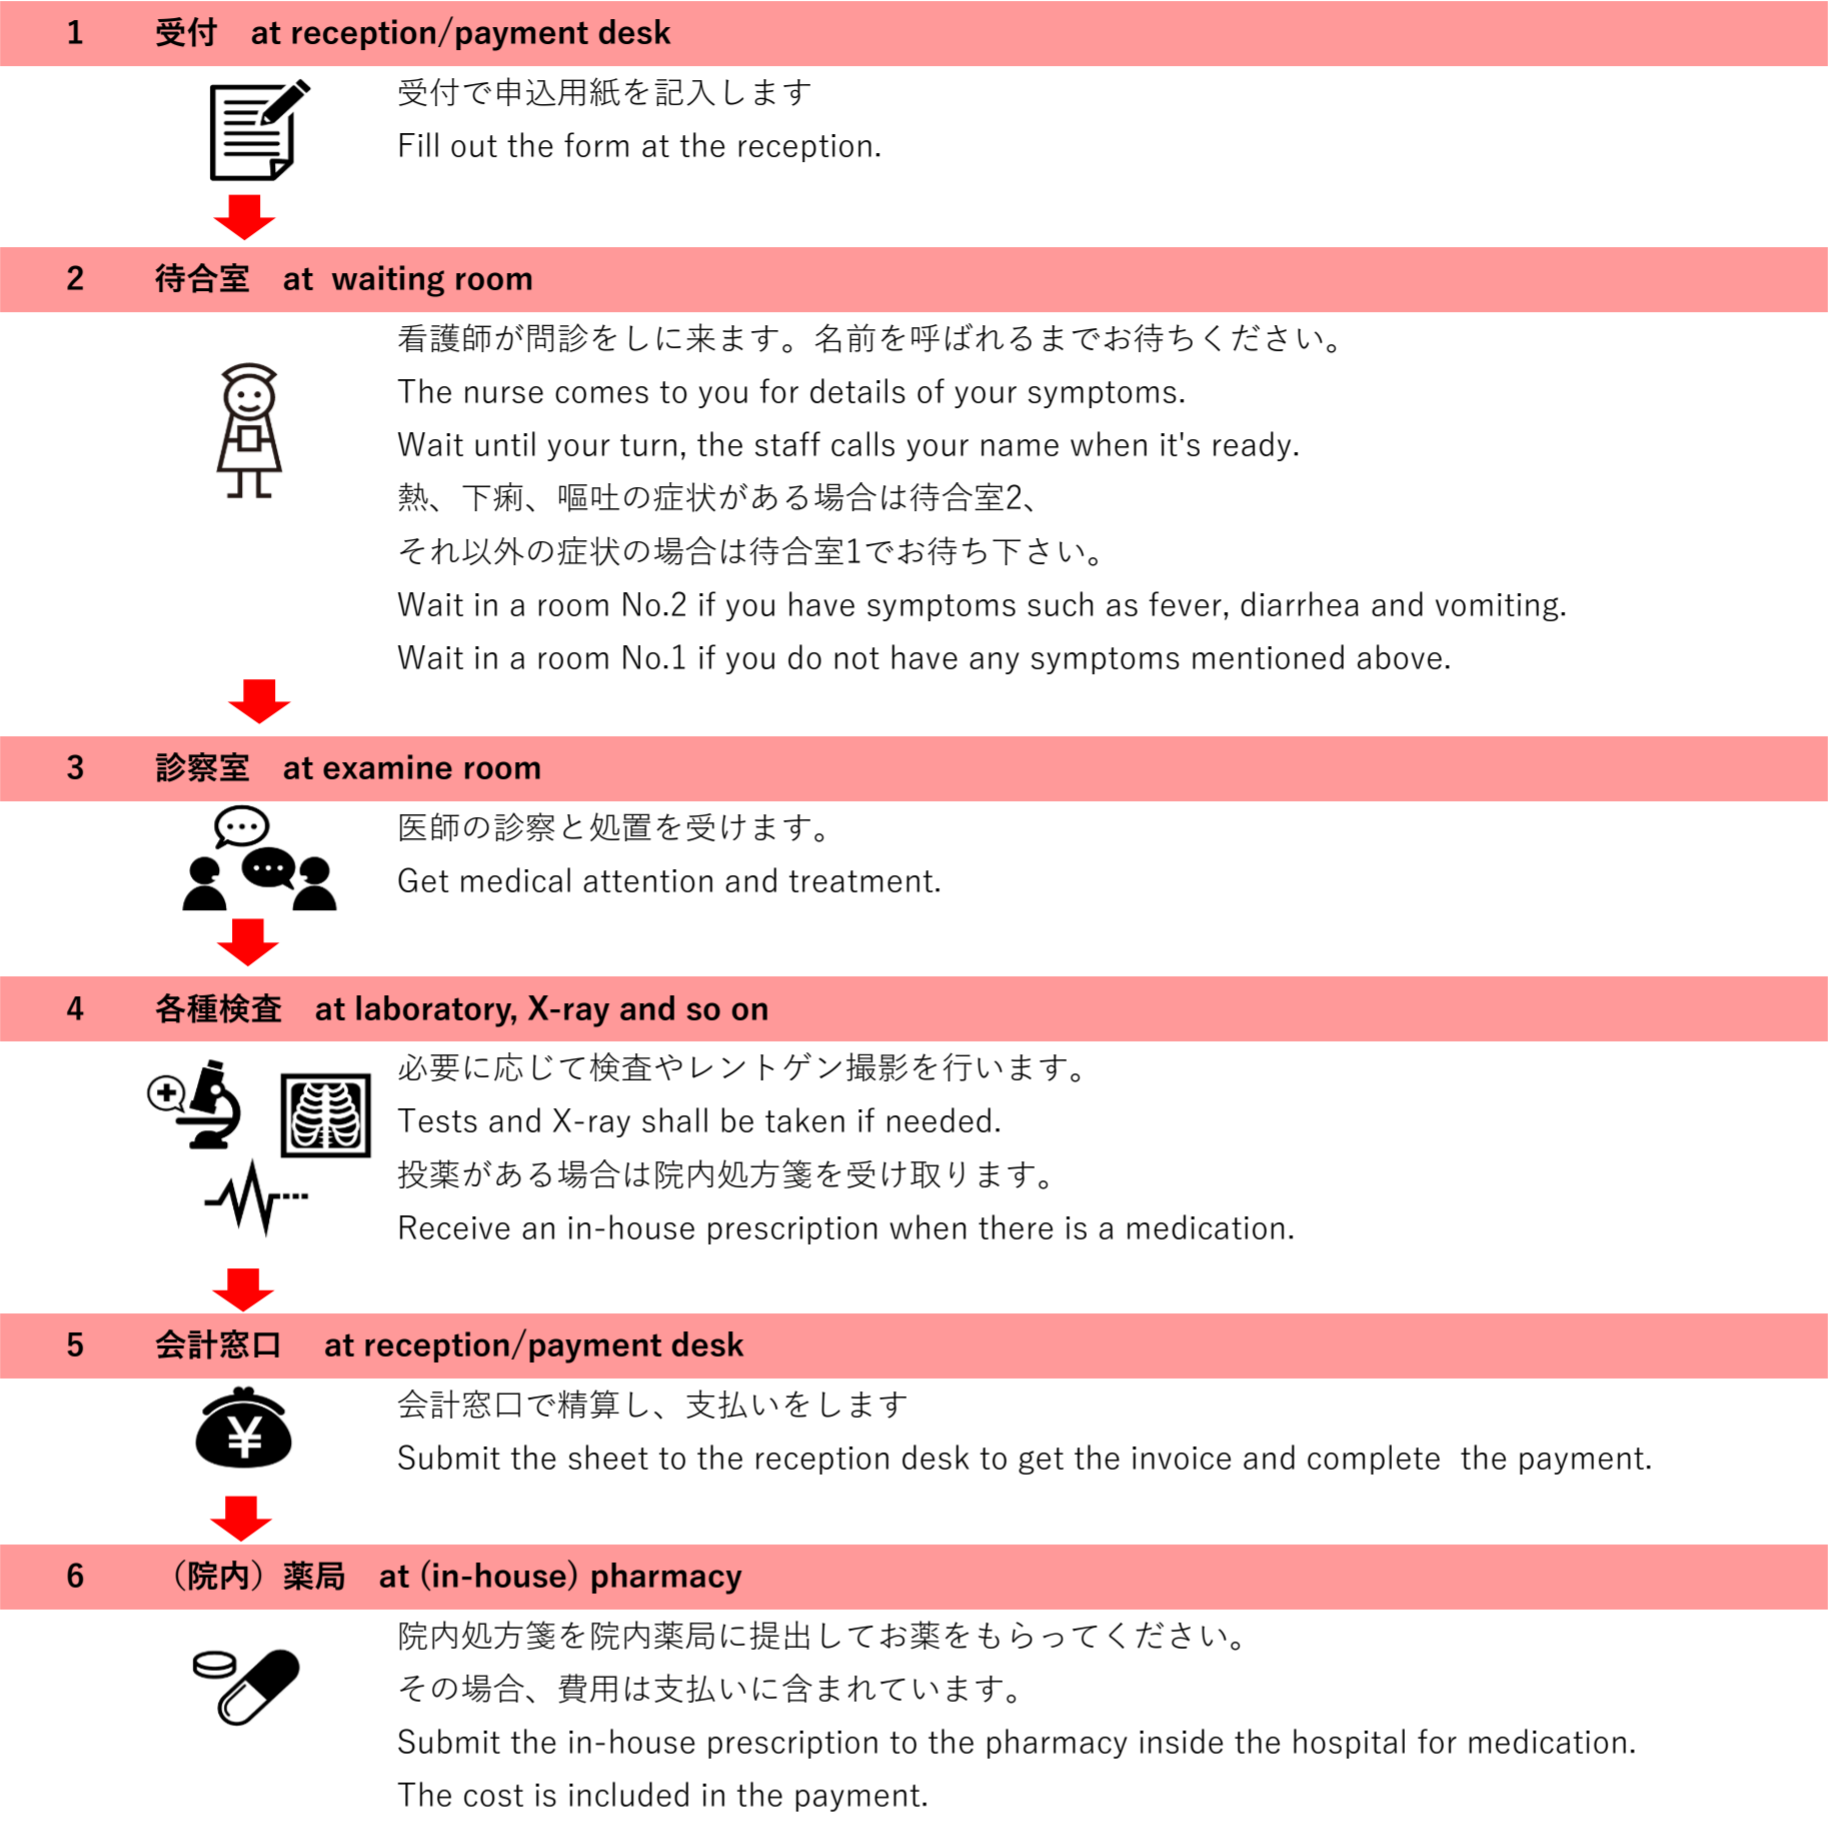 1 受付 at reception/payment desk
受付で申込用紙を記入します
Fill out the form at the reception.
2 待合室 at waiting room
看護師が問診をしに来ます。名前を呼ばれるまでお待ちください。
The nurse comes to you for details of your symptoms.
Wait until your turn, the staff calls your name when it's ready.
熱、下痢、嘔吐の症状がある場合は待合室2、
それ以外の症状の場合は待合室1でお待ち下さい。
Wait in a room No.2 if you have symptoms such as fever, diarrhea and vomiting.
Wait in a room No.1 if you do not have any symptoms mentioned above.
3 診察室 at examine room
医師の診察と処置を受けます。
Get medical attention and treatment.
4 各種検査 at laboratory, X-ray and so on
必要に応じて検査やレントゲン撮影を行います。
Tests and X-ray shall be taken if needed.
投薬がある場合は院内処方箋を受け取ります。
Receive an in-house prescription when there is a medication.
5 会計窓口 at reception/payment desk
¥
会計窓口で精算し、支払いをします
Submit the sheet to the reception desk to get the invoice and complete the payment.
6 （院内）薬局 at (in-house) pharmacy
院内処方箋を院内薬局に提出してお薬をもらってください。
その場合、費用は支払いに含まれています。
Submit the in-house prescription to the pharmacy inside the hospital for medication.
The cost is included in the payment.